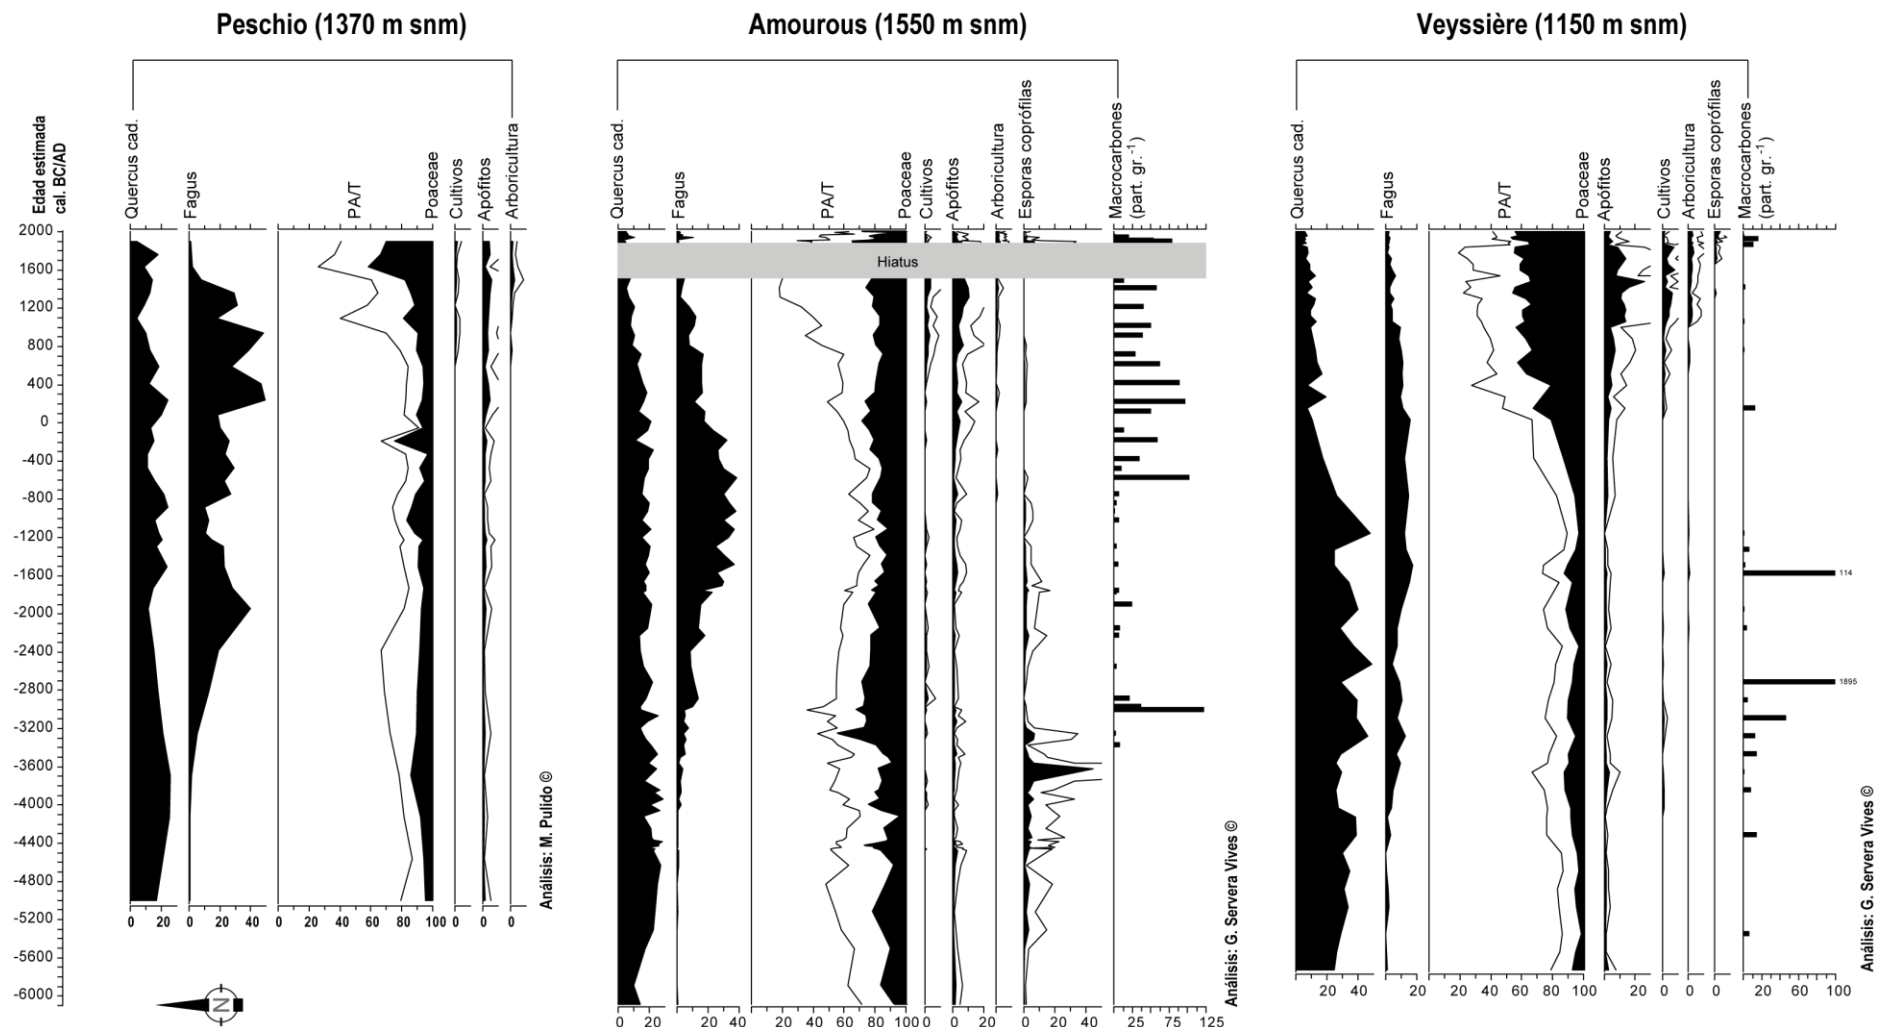 Peschio (1370 m snm)
Amourous (1550 m snm)
Veyssière (1150 m snm)
Edad estimada
cal. BC/AD
Quercus cad.
Fagus
PA/T
Poaceae
Cultivos
Apófitos
Arboricultura
Quercus cad.
Fagus
PA/T
Poaceae
Cultivos
Apófitos
Arboricultura
Esporas coprófilas
Macrocarbones
(part. gr.-1)
Quercus cad.
Fagus
PA/T
Poaceae
Apófitos
Cultivos
Arboricultura
Esporas coprófilas
Macrocarbones
(part. gr.-1)
2000
1600
1200
800
400
0
-400
-800
-1200
-1600
-2000
-2400
-2800
-3200
-3600
-4000
-4400
-4800
-5200
-5600
-6000
Hiatus
114
1895
0 20 0 20 40 0 20 40 60 80 100 0 0 0
0 20 0 20 40 0 20 40 60 80 100 0 0 20 0 0 20 40 25 50 75 125
20 40 20 20 40 60 80 100 20 0 0 0 20 40 60 100
Análisis: M. Pulido ©
Análisis: G. Servera Vives ©
Análisis: G. Servera Vives ©
N